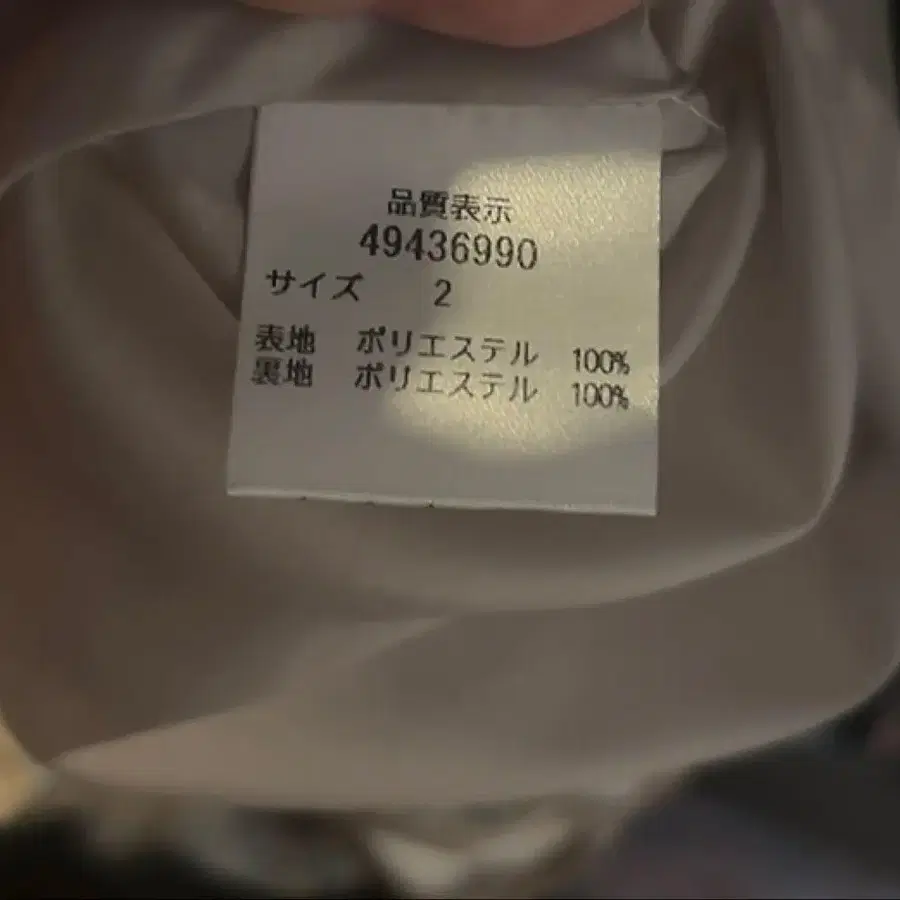 品質表示
49436990
サイズ 2
表地 ポリエステル 100%
裏地 ポリエステル 100%